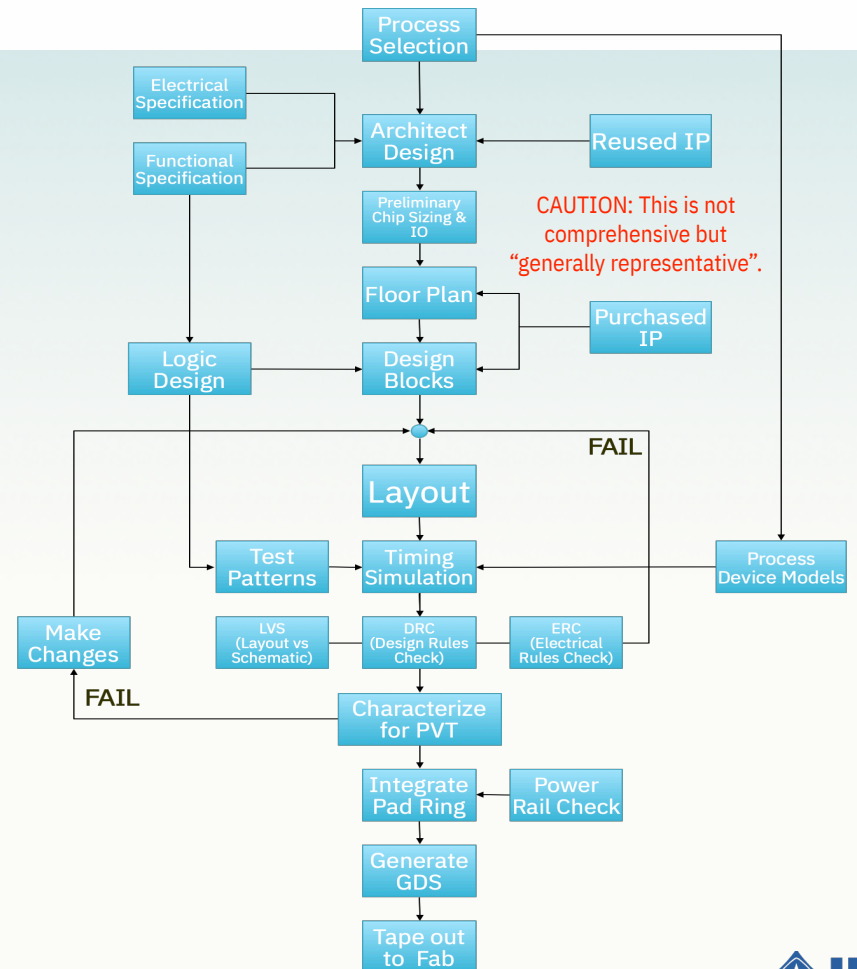 Process
Selection
Electrical
Specification
Functional
Specification
Architect
Design
Reused IP
Preliminary
Chip Sizing &
IO
CAUTION: This is not
comprehensive but
“generally representative”.
Floor Plan
Purchased
IP
Logic
Design
Design
Blocks
FAIL
Layout
Test
Patterns
Timing
Simulation
Process
Device Models
Make
Changes
LVS
(Layout vs
Schematic)
DRC
(Design Rules
Check)
ERC
(Electrical
Rules Check)
FAIL
Characterize
for PVT
Integrate
Pad Ring
Power
Rail Check
Generate
GDS
Tape out
to Fab